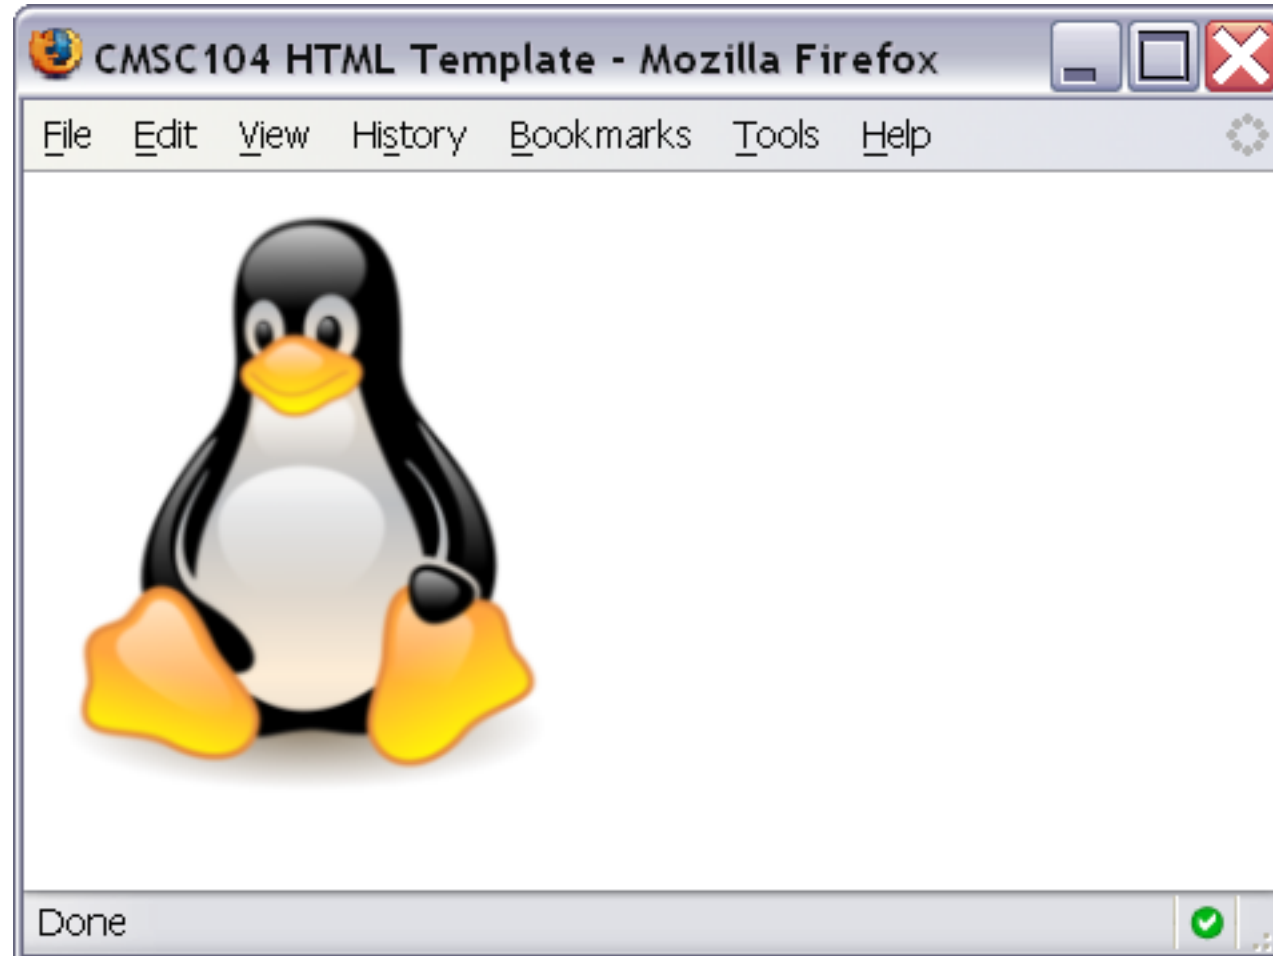 CMSC104 HTML Template - Mozilla Firefox
File Edit View History Bookmarks Tools Help
Done